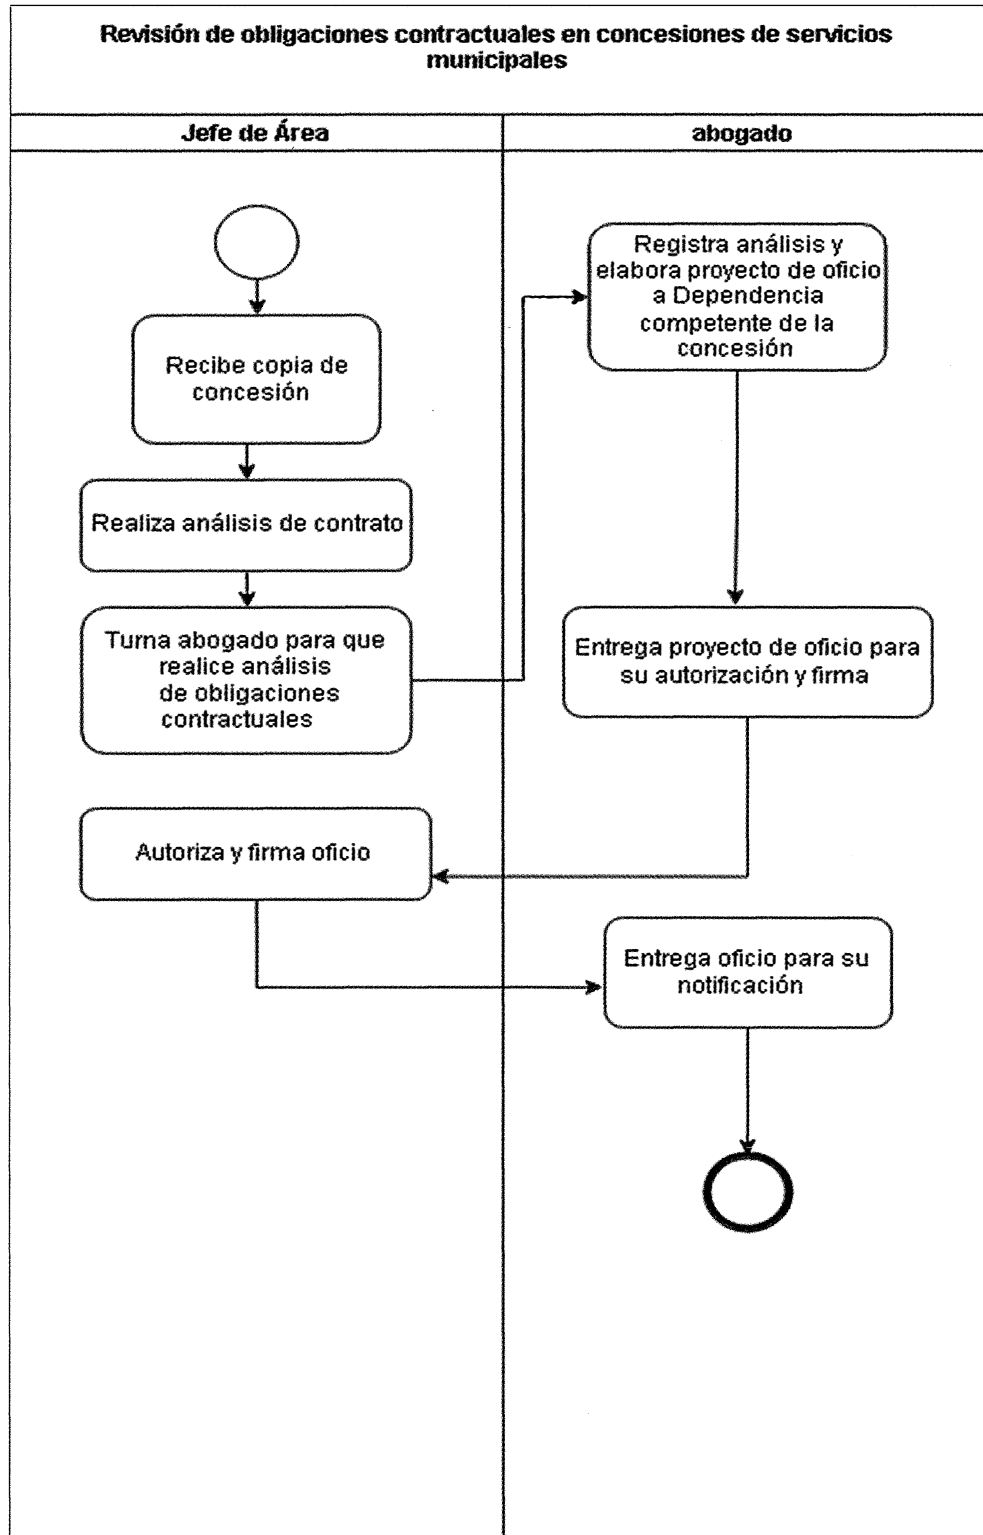 Revisión de obligaciones contractuales en concesiones de servicios
municipales
Jefe de Área
abogado
Recibe copia de
concesión
Realiza análisis de contrato
Turna abogado para que
realice análisis
de obligaciones
contractuales
Registra análisis y
elabora proyecto de oficio
a Dependencia
competente de la
concesión
Entrega proyecto de oficio para
su autorización y firma
Autoriza y firma oficio
Entrega oficio para su
notificación